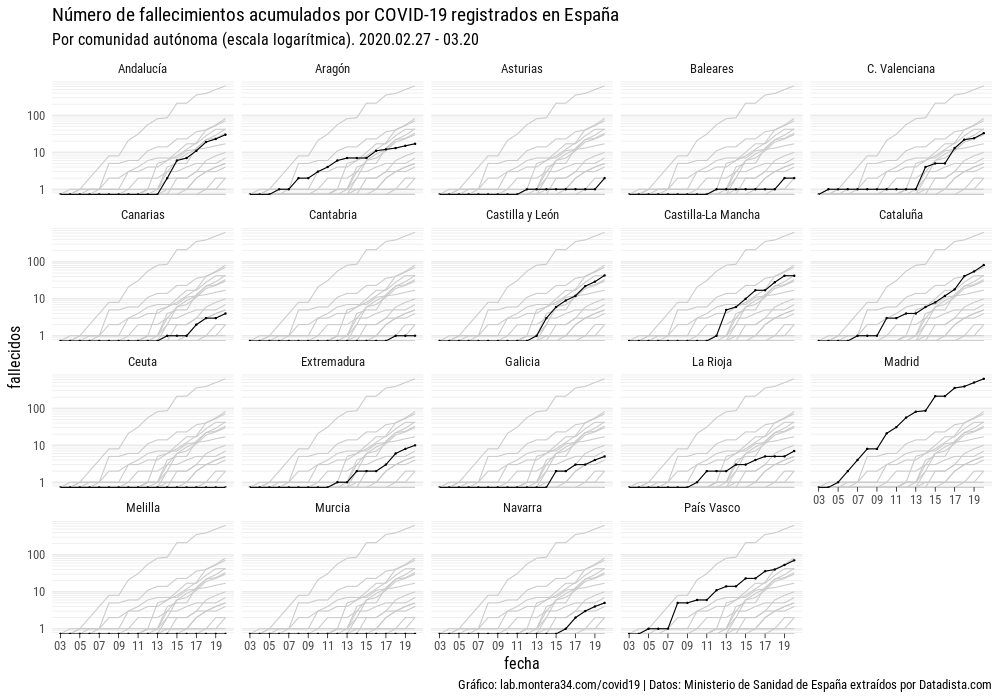 Número de fallecimientos acumulados por COVID-19 registrados en España
Por comunidad autónoma (escala logarítmica). 2020.02.27 - 03.20
Andalucía Aragón Asturias Baleares C. Valenciana
100
10
1
Canarias Cantabria Castilla y León Castilla-La Mancha Cataluña
100
10
1
Ceuta Extremadura Galicia La Rioja Madrid
100
10
1
03 05 07 09 11 13 15 17 19
Melilla Murcia Navarra País Vasco
100
10
1
03 05 07 09 11 13 15 17 19 03 05 07 09 11 13 15 17 19 03 05 07 09 11 13 15 17 19 03 05 07 09 11 13 15 17 19
fallecidos
fecha
Gráfico: lab.montera34.com/covid19 | Datos: Ministerio de Sanidad de España extraídos por Datadista.com